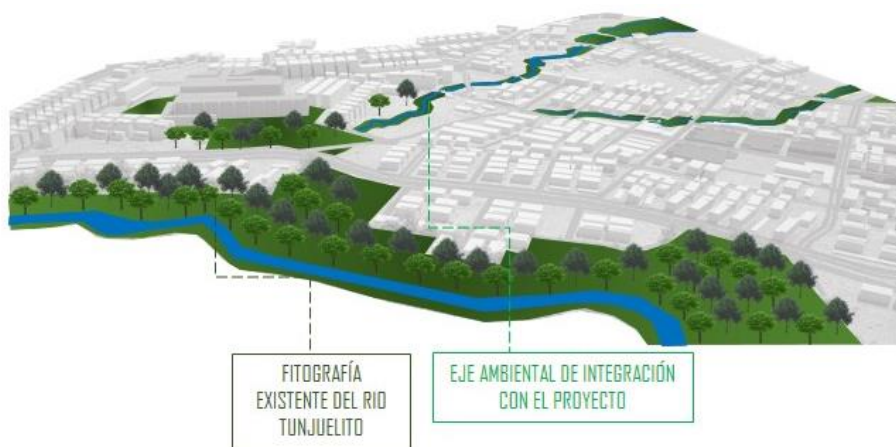 FITOGRAFÍA
EXISTENTE DEL RIO
TUNJUELITO
EJE AMBIENTAL DE INTEGRACIÓN
CON EL PROYECTO